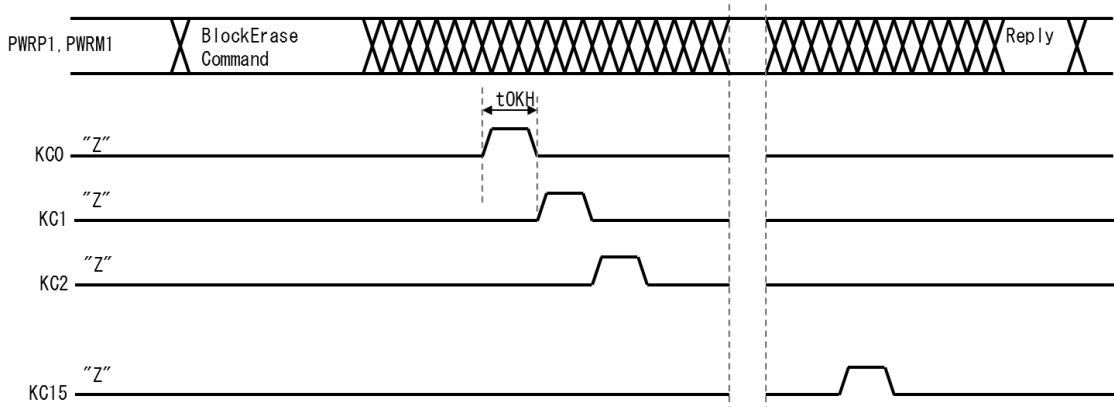 PWRP1, PWRM1
BlockErase
Command
Reply
tOKH
KC0 "Z"
KC1 "Z"
KC2 "Z"
KC15 "Z"